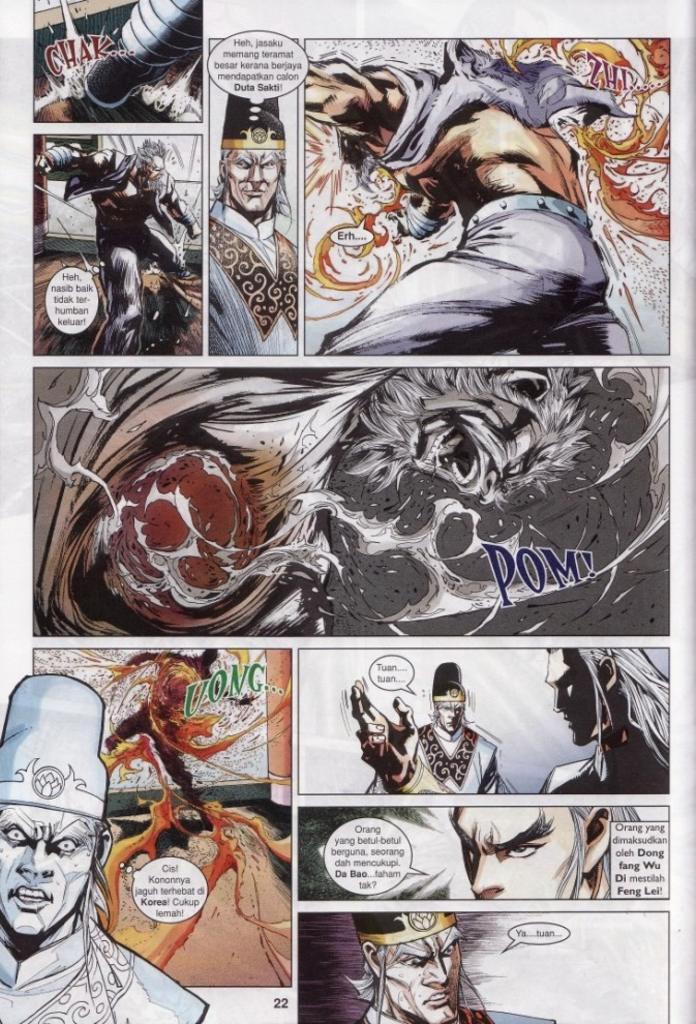 CHAK...
Heh, jasaku
memang teramat
besar kerana berjaya
mendapatkan calon
Duta Sakti!
ZHI....
Heh,
nasib baik
tidak ter-
humban
keluar!
Erh....
POM!
UONG...
Cis!
Kononnya
jaguh terhebat di
Korea! Cukup
lemah!
Tuan....
tuan....
Orang
yang betul-betul
berguna, seorang
dah mencukupi.
Da Bao...faham
tak?
Orang yang
dimaksudkan
oleh Dong
fang Wu
Di mestilah
Feng Lei!
Ya...tuan...
22